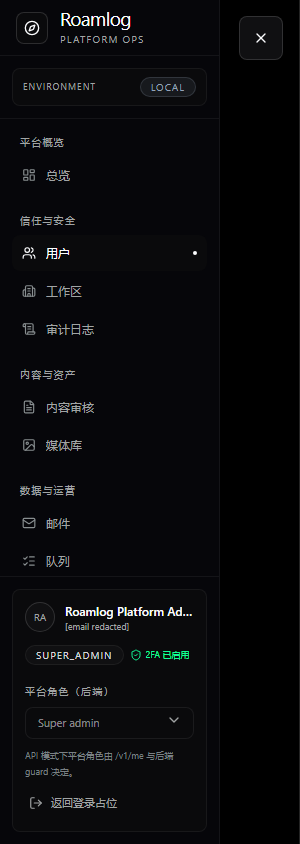 Roamlog
PLATFORM OPS
ENVIRONMENT
LOCAL
平台概览
总览
信任与安全
用户
工作区
审计日志
内容与资产
内容审核
媒体库
数据与运营
邮件
队列
RA
Roamlog Platform Ad...
[email redacted]
SUPER_ADMIN
2FA 已启用
平台角色（后端）
Super admin
API 模式下平台角色由 /v1/me 与后端
guard 决定。
返回登录占位